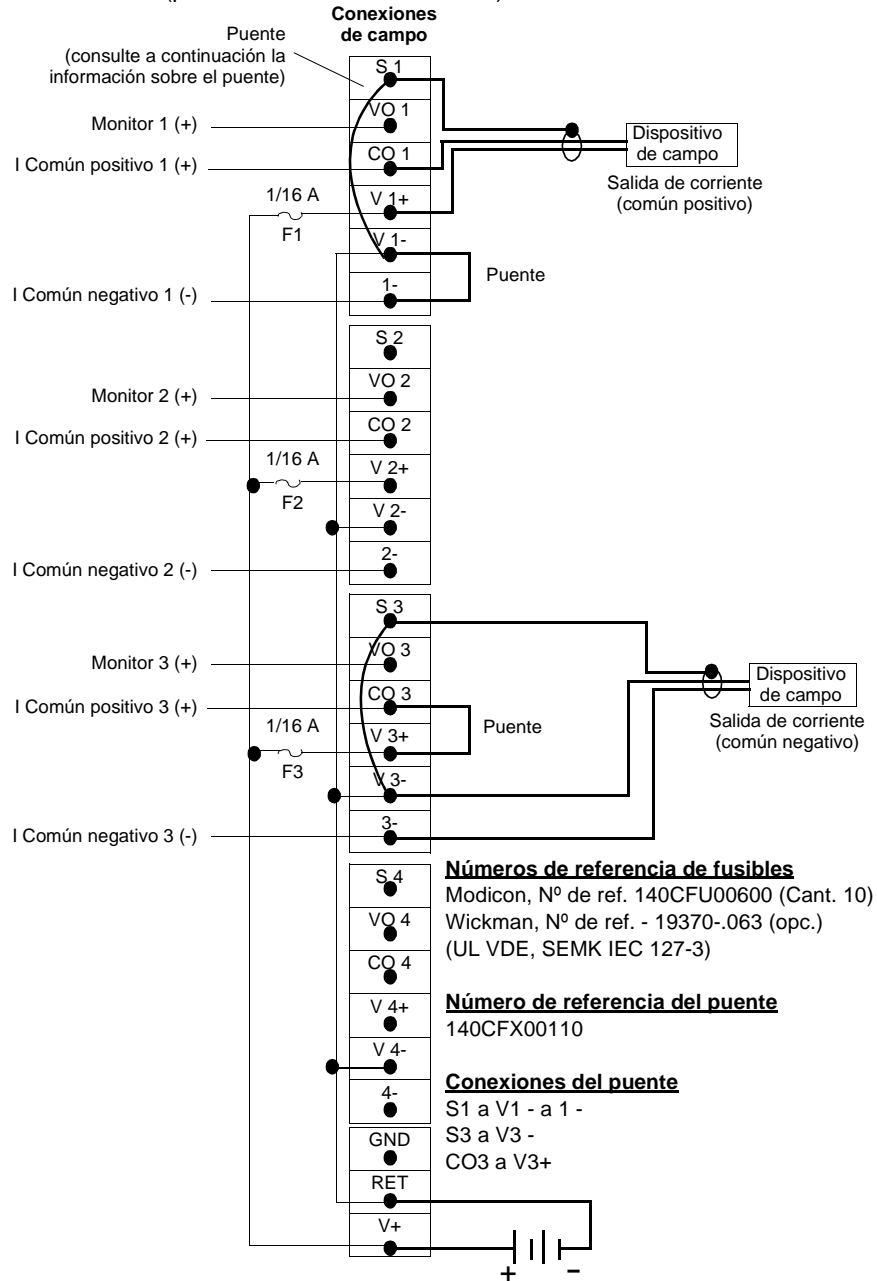 Conexiones
de campo
Puente
(consulte a continuación la
información sobre el puente)
S 1
Monitor 1 (+)
VO 1
I Común positivo 1 (+)
CO 1
Dispositivo
de campo
Salida de corriente
(común positivo)
1/16 A
F1
V 1+
V 1-
Puente
I Común negativo 1 (-)
1-
S 2
Monitor 2 (+)
VO 2
I Común positivo 2 (+)
CO 2
1/16 A
F2
V 2+
V 2-
I Común negativo 2 (-)
2-
S 3
Monitor 3 (+)
VO 3
I Común positivo 3 (+)
CO 3
Dispositivo
de campo
Salida de corriente
(común negativo)
1/16 A
F3
V 3+
Puente
V 3-
I Común negativo 3 (-)
3-
S 4
VO 4
CO 4
V 4+
V 4-
4-
GND
RET
V+
Números de referencia de fusibles
Modicon, Nº de ref. 140CFU00600 (Cant. 10)
Wickman, Nº de ref. - 19370-.063 (opc.)
(UL VDE, SEMK IEC 127-3)
Número de referencia del puente
140CFX00110
Conexiones del puente
S1 a V1 - a 1 -
S3 a V3 -
CO3 a V3+
+ -